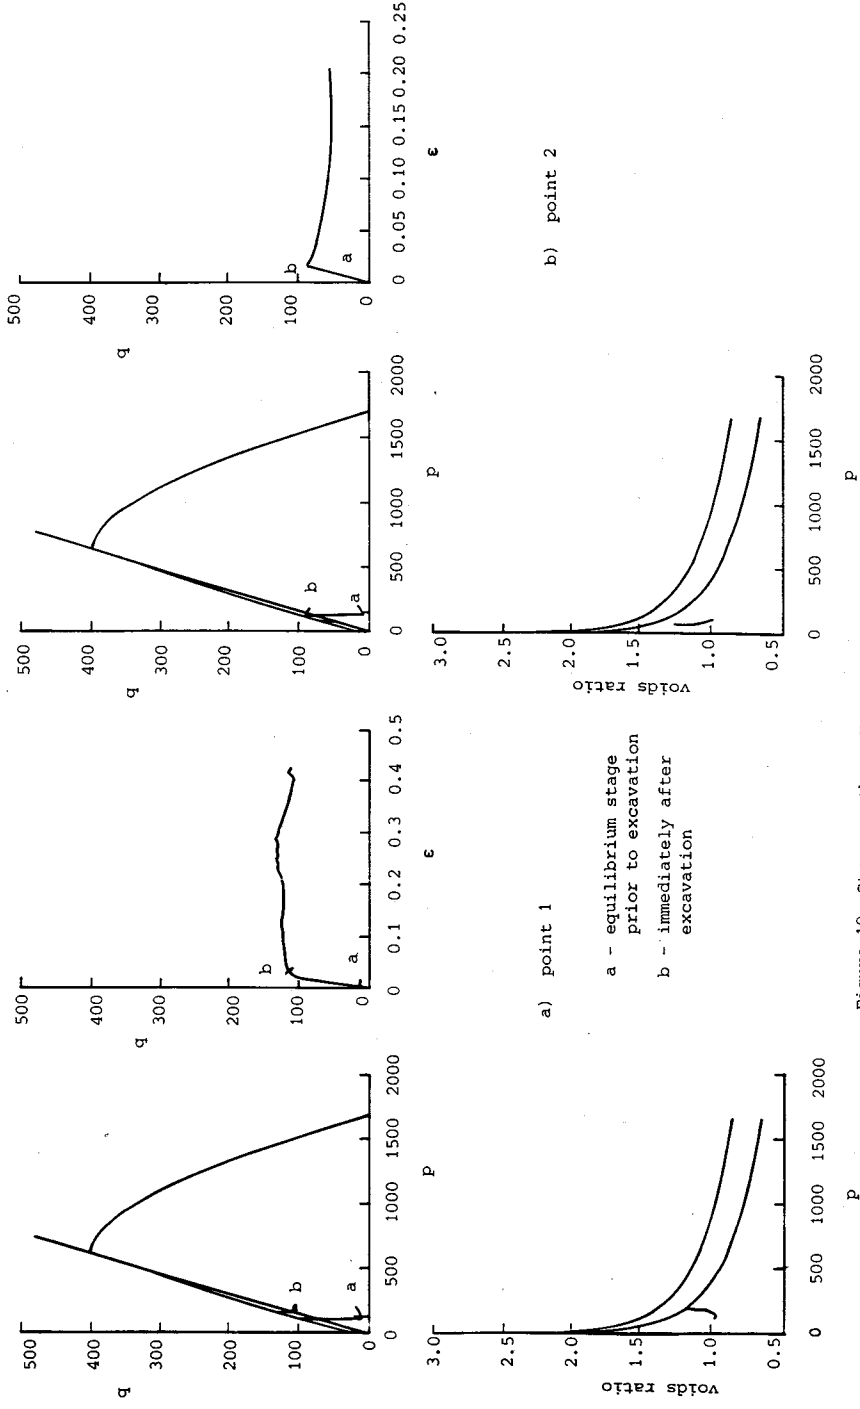 500
400
300
200
100
0
q
0
500
1000
1500
2000
p
b
a
500
400
300
200
100
0
q
0
0.1
0.2
0.3
0.4
0.5
ε
b
a
500
400
300
200
100
0
q
0
500
1000
1500
2000
p
b
a
500
400
300
200
100
0
q
0
0.05
0.10
0.15
0.20
0.25
ε
b
a
3.0
2.5
2.0
1.5
1.0
0.5
voids ratio
0
500
1000
1500
2000
p
a) point 1
a - equilibrium stage
prior to excavation
b - immediately after
excavation
3.0
2.5
2.0
1.5
1.0
0.5
voids ratio
0
500
1000
1500
2000
p
b) point 2